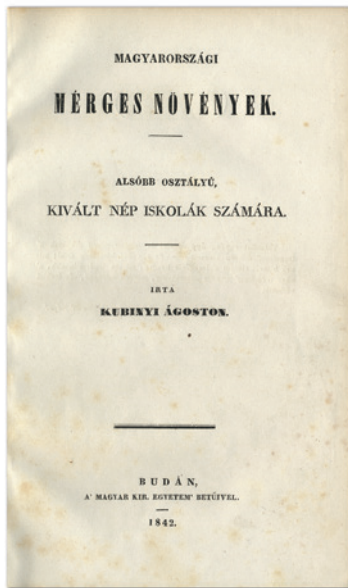 MAGYARORSZÁGI
MÉRGES NÖVÉNYEK.
ALSÓBB OSZTÁLYÚ,
KIVÁLT NÉP ISKOLÁK SZÁMÁRA.
IRTA
KUBINYI ÁGOSTON.
BUDÁN,
A' MAGYAR KIR. EGYETEM' BETŰIVEL.
1842.